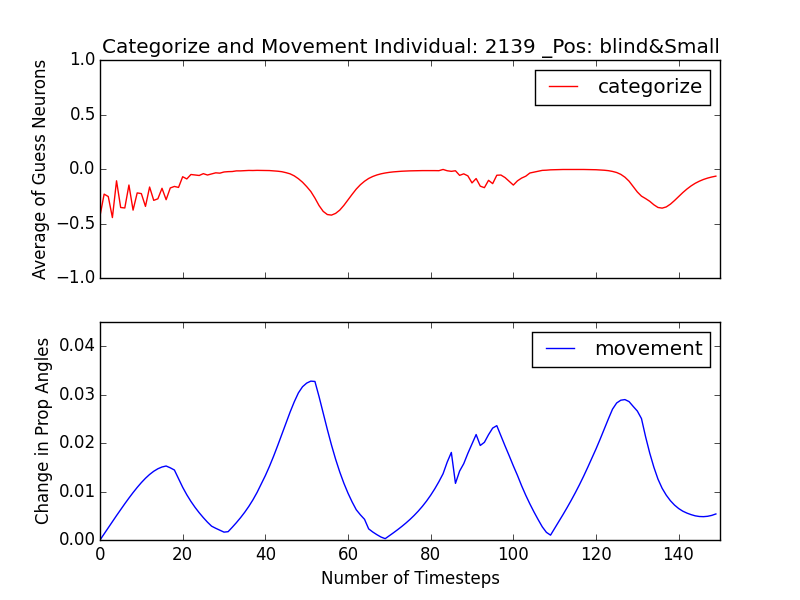 Categorize and Movement Individual: 2139 _Pos: blind&Small
1.0
0.5
0.0
−0.5
−1.0
Average of Guess Neurons
categorize
0.04
0.03
0.02
0.01
0.00
Change in Prop Angles
movement
0 20 40 60 80 100 120 140
Number of Timesteps